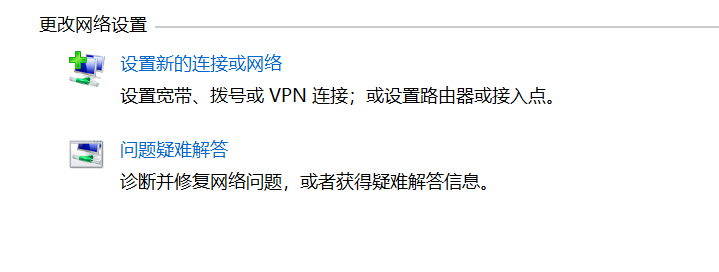 更改网络设置
设置新的连接或网络
设置宽带、拨号或 VPN 连接；或设置路由器或接入点。
问题疑难解答
诊断并修复网络问题，或者获得疑难解答信息。